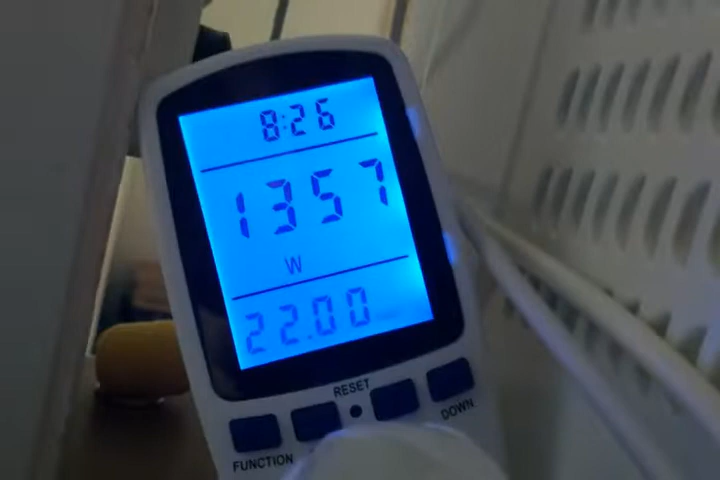 8:26
1357
W
22.00
RESET
DOWN
FUNCTION